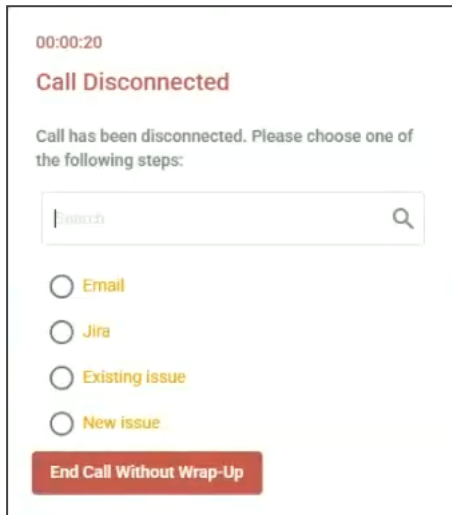 00:00:20
Call Disconnected
Call has been disconnected. Please choose one of
the following steps:
Search
Email
Jira
Existing issue
New issue
End Call Without Wrap-Up